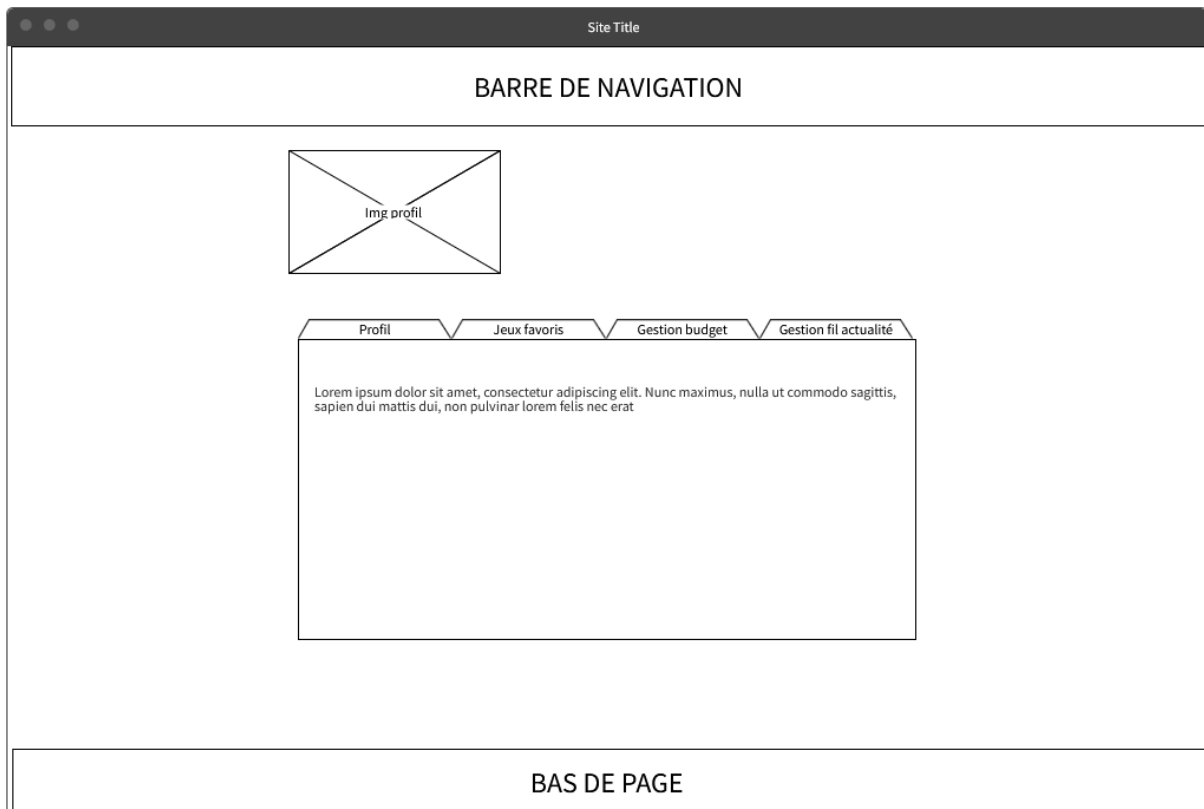 Site Title
BARRE DE NAVIGATION
Img profil
Profil
Jeux favoris
Gestion budget
Gestion fil actualité
Lorem ipsum dolor sit amet, consectetur adipiscing elit. Nunc maximus, nulla ut commodo sagittis,
sapien dui mattis dui, non pulvinar lorem felis nec erat
BAS DE PAGE